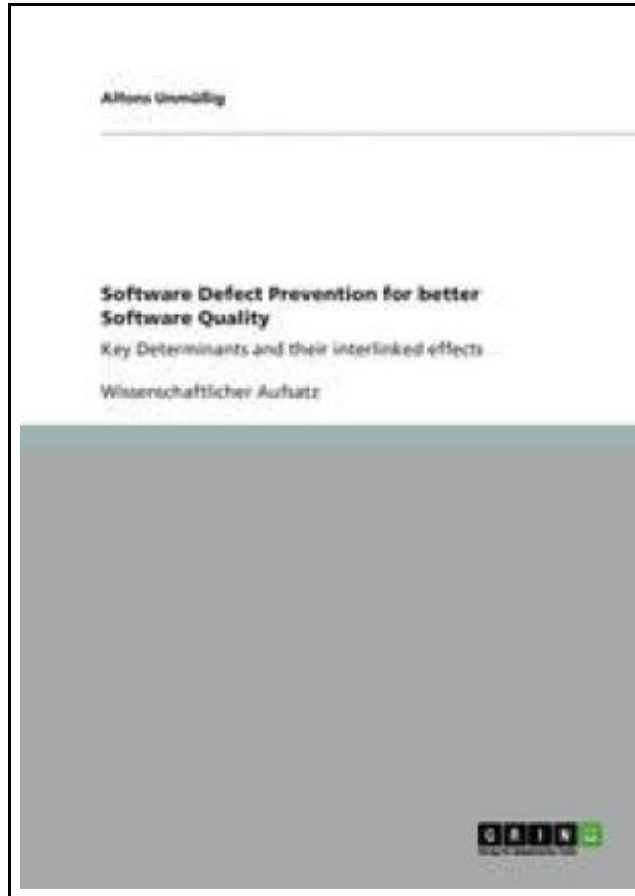 Alfons Unmüßig
Software Defect Prevention for better
Software Quality
Key Determinants and their interlinked effects
Wissenschaftlicher Aufsatz
GRIN